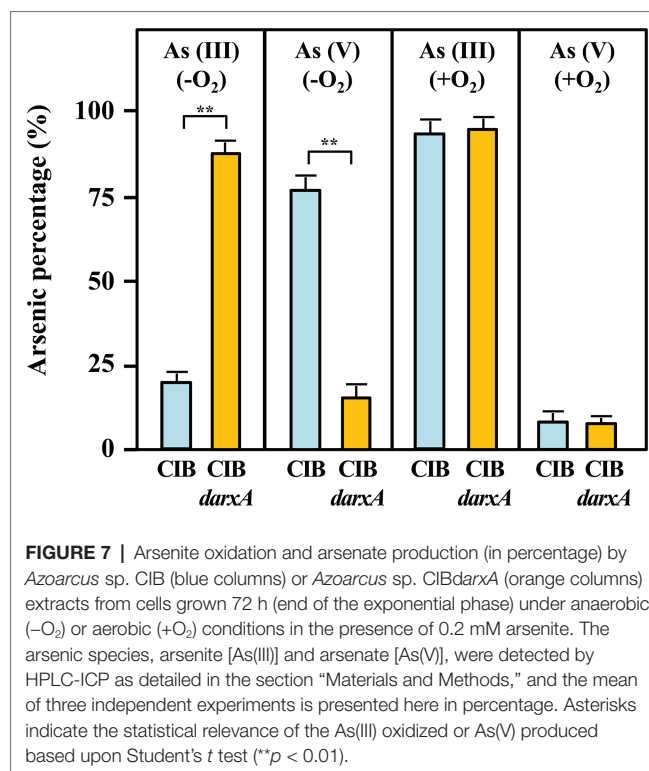 As (III) As (V) As (III) As (V)
(-O₂) (-O₂) (+O₂) (+O₂)
Arsenic percentage (%)
100
75
50
25
0
** **
CIB CIB CIB CIB CIB CIB CIB CIB
darxA darxA darxA darxA
FIGURE 7 | Arsenite oxidation and arsenate production (in percentage) by
Azoarcus sp. CIB (blue columns) or Azoarcus sp. CIBdarxA (orange columns)
extracts from cells grown 72 h (end of the exponential phase) under anaerobic
(−O₂) or aerobic (+O₂) conditions in the presence of 0.2 mM arsenite. The
arsenic species, arsenite [As(III)] and arsenate [As(V)], were detected by
HPLC-ICP as detailed in the section “Materials and Methods,” and the mean
of three independent experiments is presented here in percentage. Asterisks
indicate the statistical relevance of the As(III) oxidized or As(V) produced
based upon Student’s t test (**p < 0.01).